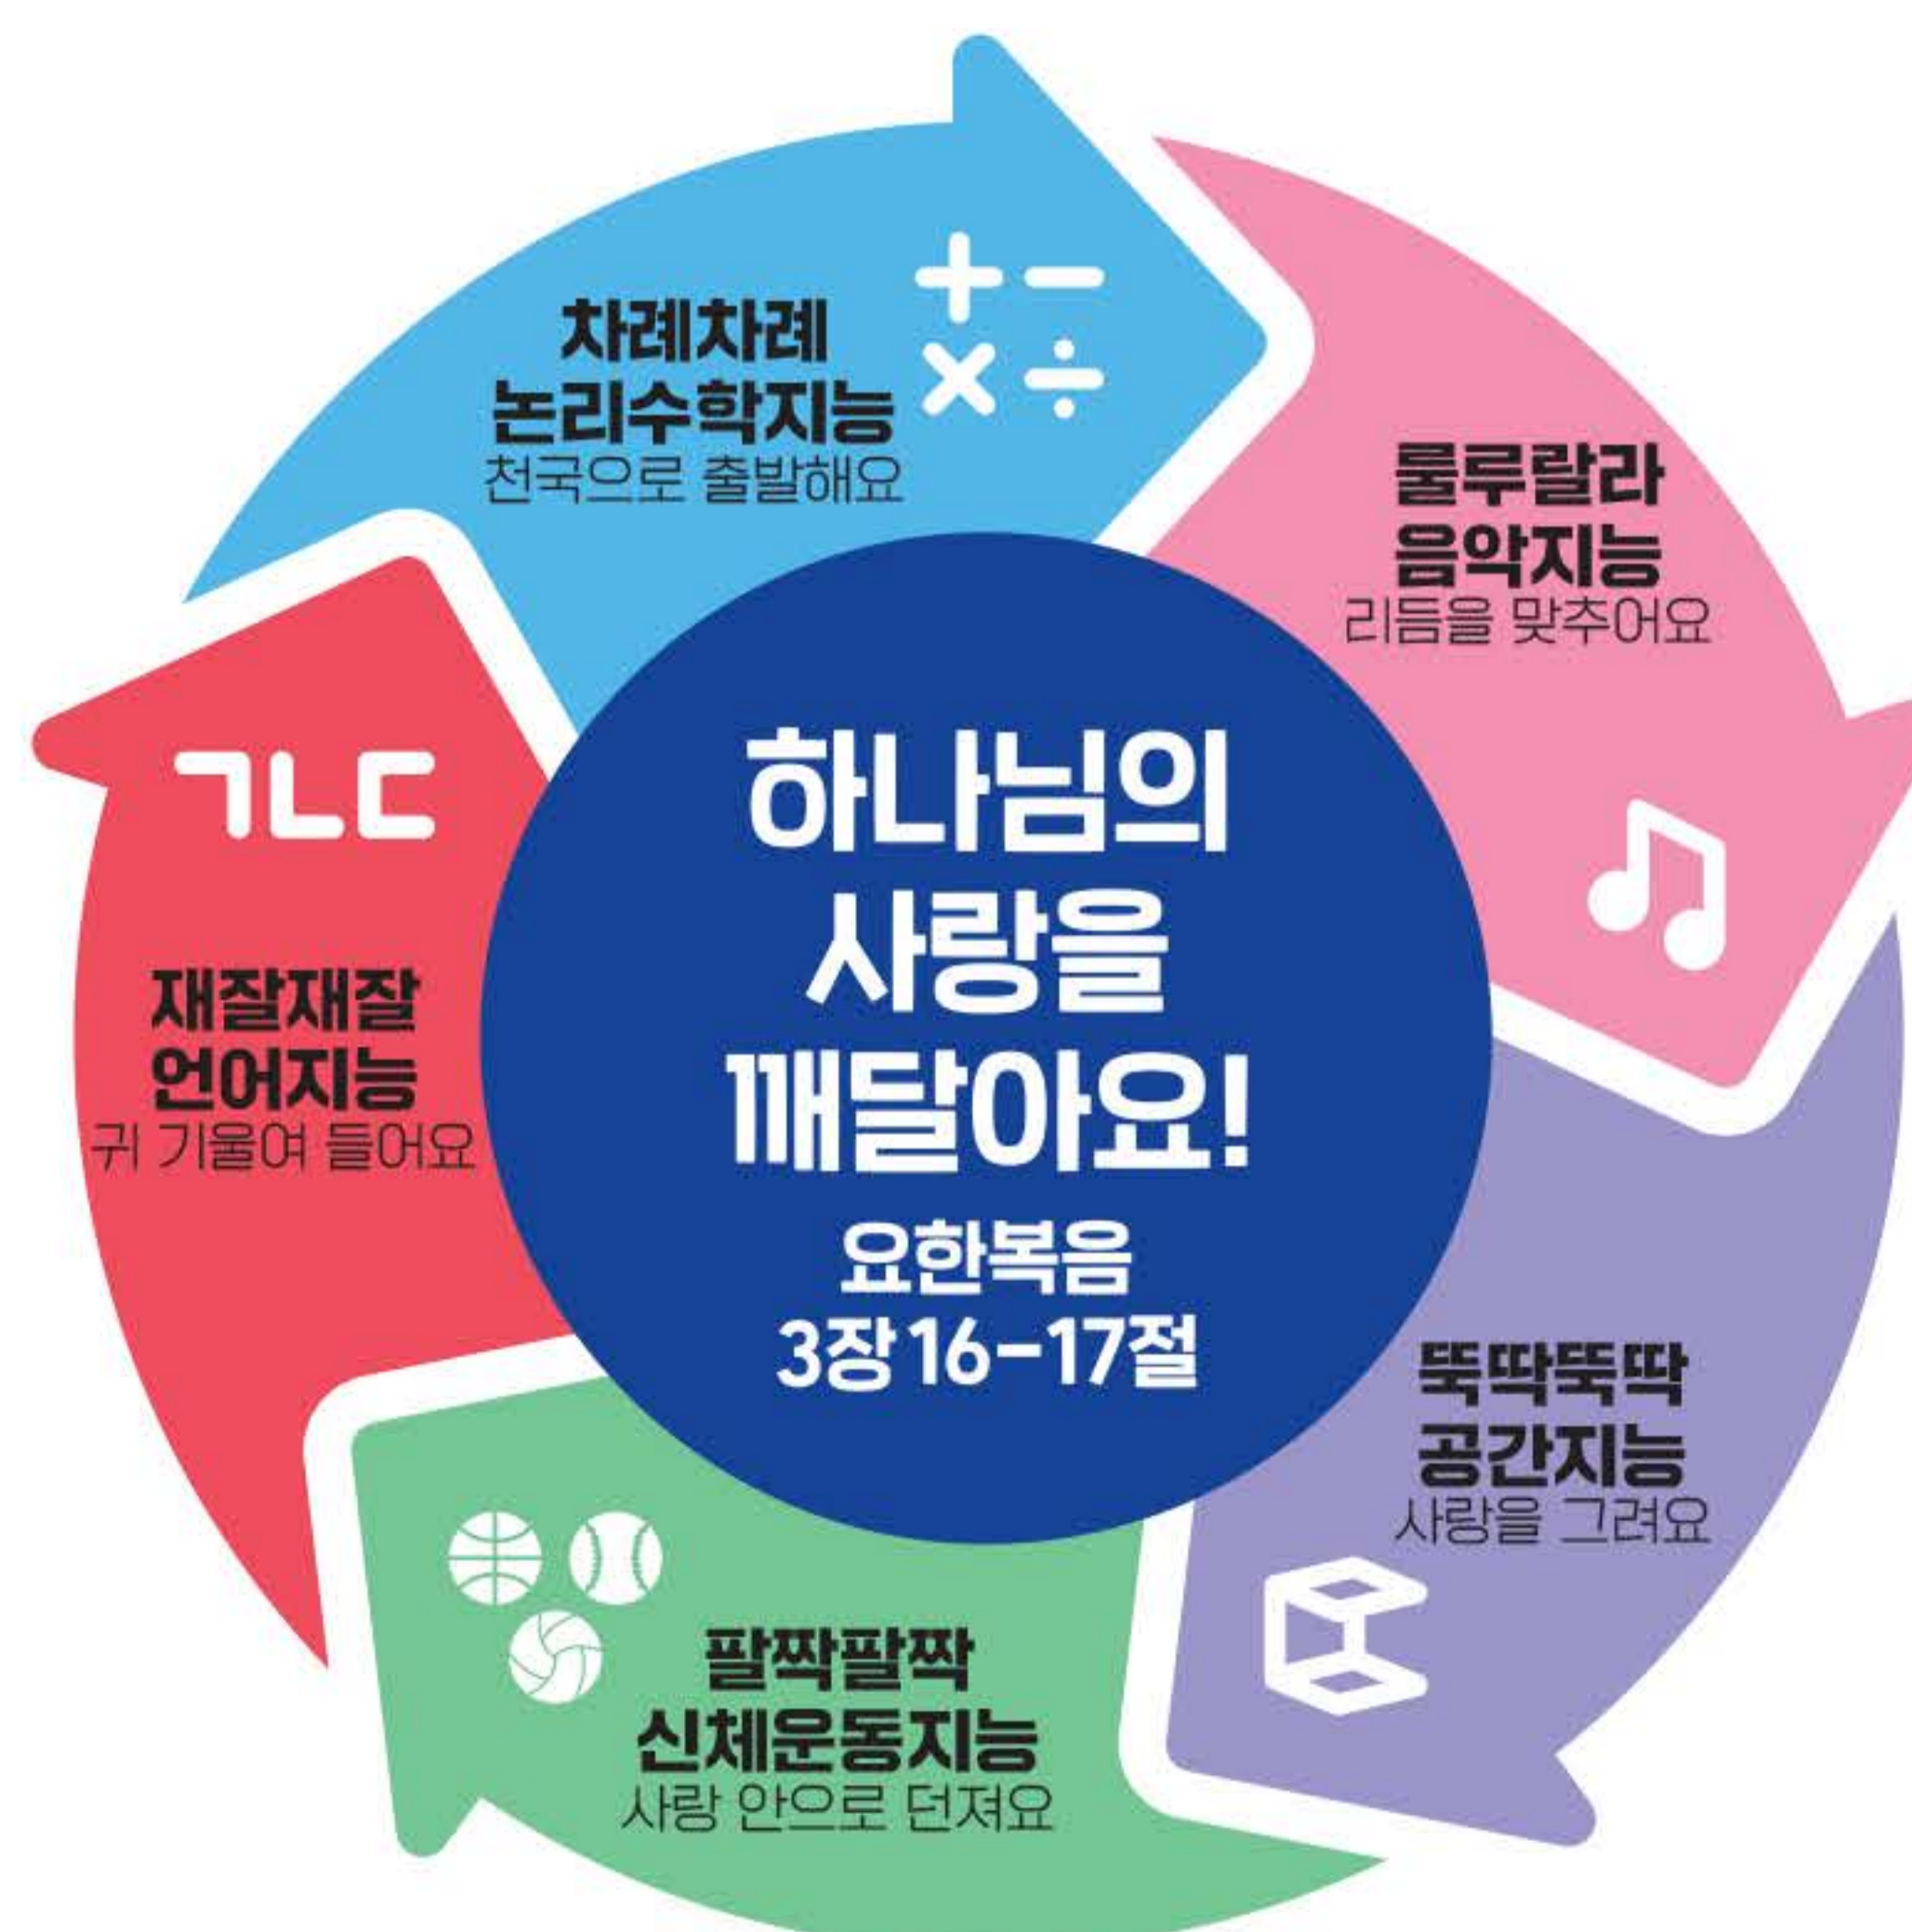 하나님의
사랑을
깨달아요!
요한복음
3장 16-17절
차례차례
논리수학지능
천국으로 출발해요
룰루랄라
음악지능
리듬을 맞추어요
뚝딱뚝딱
공간지능
사랑을 그려요
팔짝팔짝
신체운동지능
사랑 안으로 던져요
ㄱㄴㄷ
재잘재잘
언어지능
귀 기울여 들어요